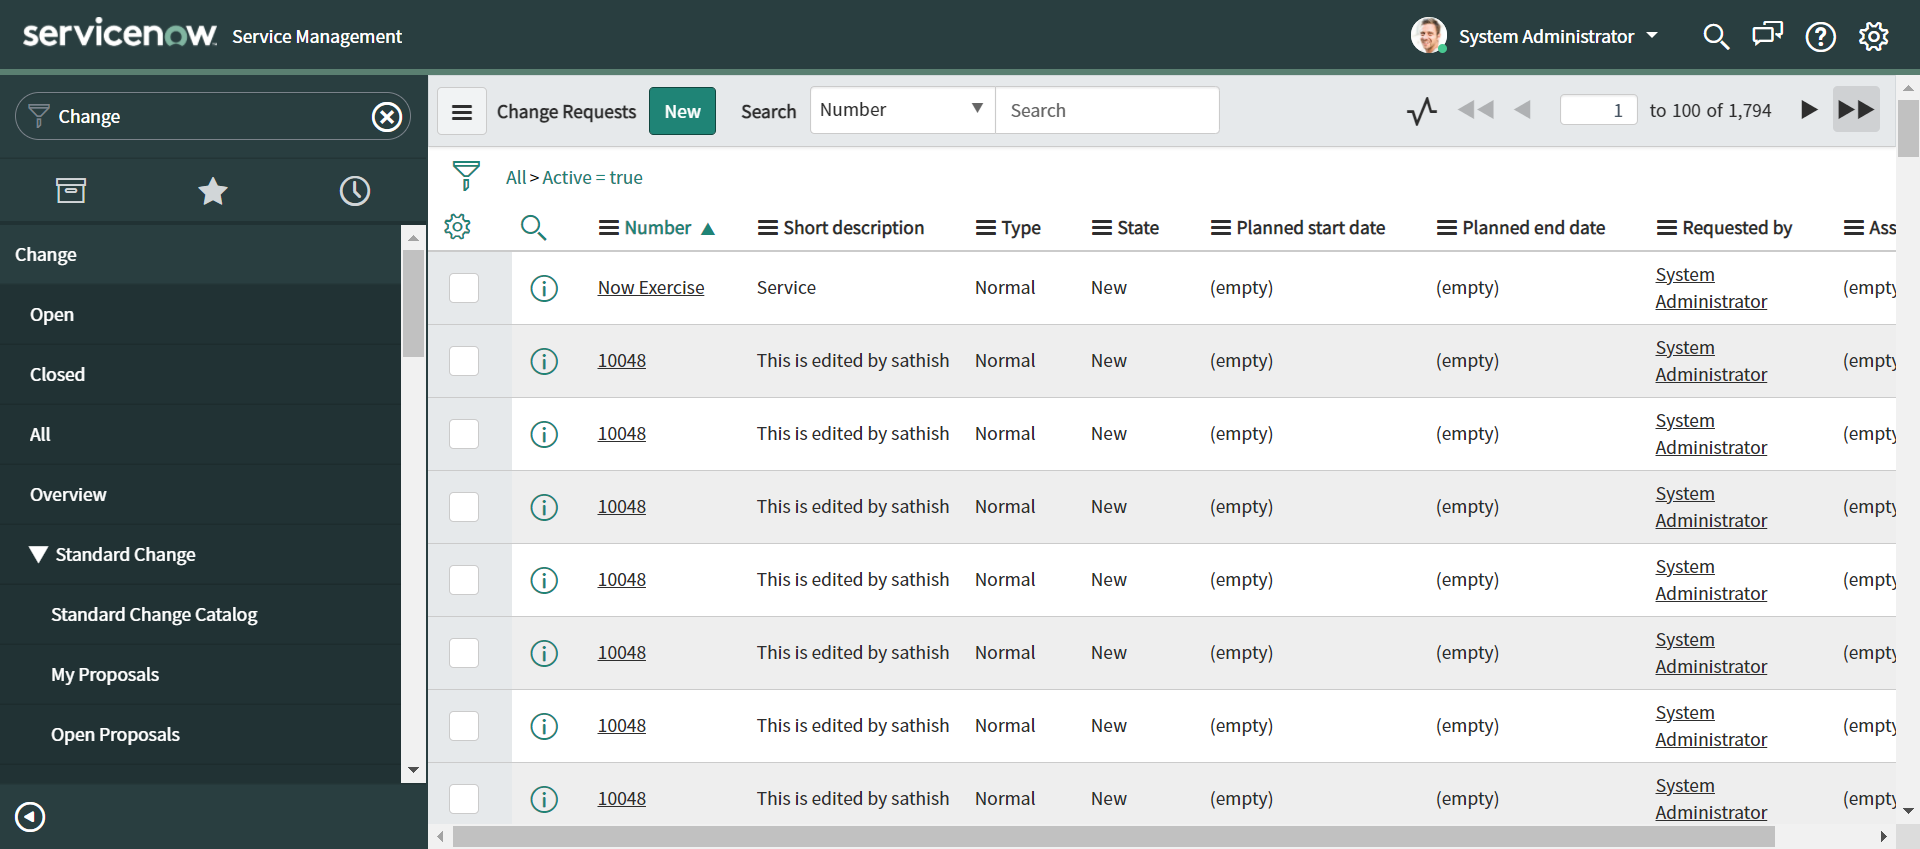 servicenow Service Management
System Administrator
Change
Change Requests New Search Number Search 1 to 100 of 1,794
All > Active = true
Number Short description Type State Planned start date Planned end date Requested by Ass
Now Exercise Service Normal New (empty) (empty) System Administrator (empty
10048 This is edited by sathish Normal New (empty) (empty) System Administrator (empty
10048 This is edited by sathish Normal New (empty) (empty) System Administrator (empty
10048 This is edited by sathish Normal New (empty) (empty) System Administrator (empty
10048 This is edited by sathish Normal New (empty) (empty) System Administrator (empty
10048 This is edited by sathish Normal New (empty) (empty) System Administrator (empty
10048 This is edited by sathish Normal New (empty) (empty) System Administrator (empty
10048 This is edited by sathish Normal New (empty) (empty) System Administrator (empty
Change
Open
Closed
All
Overview
Standard Change
Standard Change Catalog
My Proposals
Open Proposals